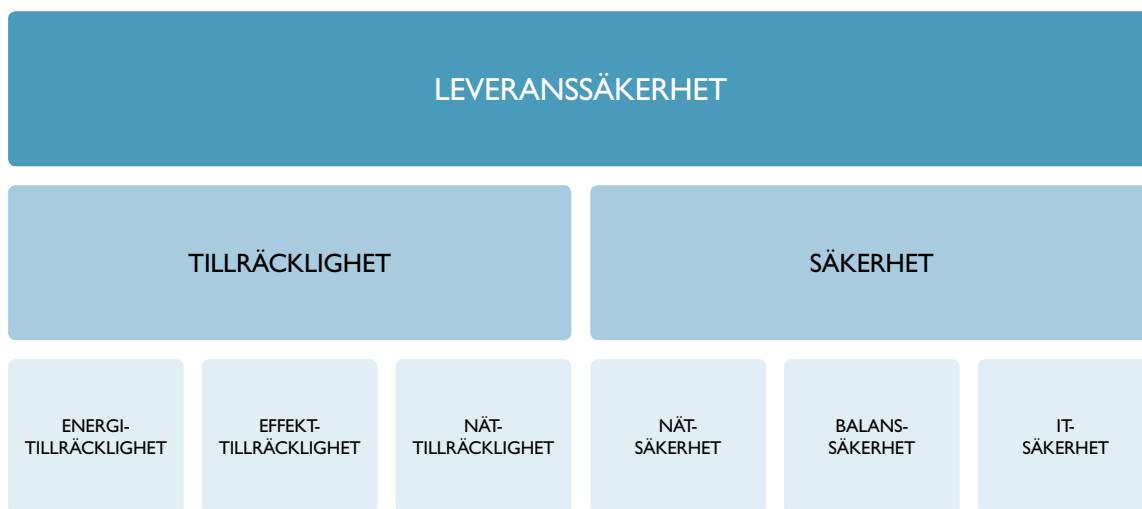 LEVERANSSÄKERHET
TILLRÄCKLIGHET
SÄKERHET
ENERGI-
TILLRÄCKLIGHET
EFFEKT-
TILLRÄCKLIGHET
NÄT-
TILLRÄCKLIGHET
NÄT-
SÄKERHET
BALANS-
SÄKERHET
IT-
SÄKERHET